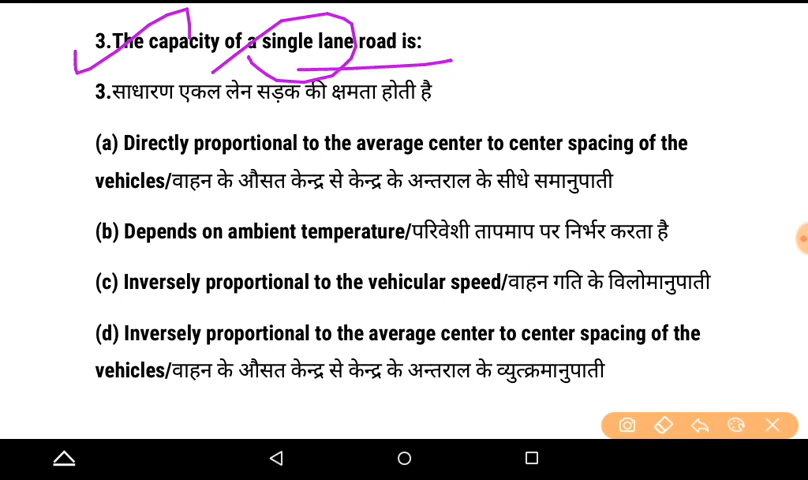 3.The capacity of a single lane road is:
3.साधारण एकल लेन सड़क की क्षमता होती है
(a) Directly proportional to the average center to center spacing of the
vehicles/वाहन के औसत केन्द्र से केन्द्र के अन्तराल के सीधे समानुपाती
(b) Depends on ambient temperature/परिवेशी तापमाप पर निर्भर करता है
(c) Inversely proportional to the vehicular speed/वाहन गति के विलोमानुपाती
(d) Inversely proportional to the average center to center spacing of the
vehicles/वाहन के औसत केन्द्र से केन्द्र के अन्तराल के व्युत्क्रमानुपाती